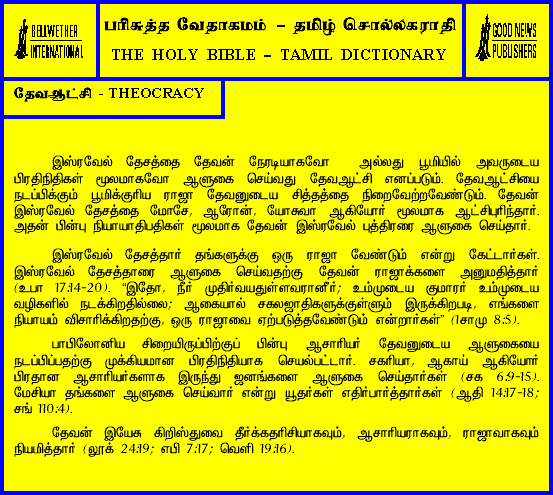 BELLWETHER
INTERNATIONAL
பரிசுத்த வேதாகமம் – தமிழ் சொல்லகராதி
THE HOLY BIBLE – TAMIL DICTIONARY
GOOD NEWS
PUBLISHERS
தேவஆட்சி - THEOCRACY
இஸ்ரவேல் தேசத்தை தேவன் நேரடியாகவோ அல்லது பூமியில் அவருடைய
பிரதிநிதிகள் மூலமாகவோ ஆளுகை செய்வது தேவஆட்சி எனப்படும். தேவஆட்சியை
நடப்பிக்கும் பூமிக்குரிய ராஜா தேவனுடைய சித்தத்தை நிறைவேற்றவேண்டும். தேவன்
இஸ்ரவேல் தேசத்தை மோசே, ஆரோன், யோசுவா ஆகியோர் மூலமாக ஆட்சிபுரிந்தார்.
அதன் பின்பு நியாயாதிபதிகள் மூலமாக தேவன் இஸ்ரவேல் புத்திரரை ஆளுகை செய்தார்.
இஸ்ரவேல் தேசத்தார் தங்களுக்கு ஒரு ராஜா வேண்டும் என்று கேட்டார்கள்.
இஸ்ரவேல் தேசத்தாரை ஆளுகை செய்வதற்கு தேவன் ராஜாக்களை அனுமதித்தார்
(உபா 17:14-20). “இதோ, நீர் முதிர்வயதுள்ளவரானீர்; உம்முடைய குமாரர் உம்முடைய
வழிகளில் நடக்கிறதில்லை; ஆகையால் சகலஜாதிகளுக்குள்ளும் இருக்கிறபடி, எங்களை
நியாயம் விசாரிக்கிறதற்கு, ஒரு ராஜாவை ஏற்படுத்தவேண்டும் என்றார்கள்” (1சாமு 8:5).
பாபிலோனிய சிறையிருப்பிற்குப் பின்பு ஆசாரியர் தேவனுடைய ஆளுகையை
நடப்பிப்பதற்கு முக்கியமான பிரதிநிதியாக செயல்பட்டார். சகரியா, ஆகாய் ஆகியோர்
பிரதான ஆசாரியர்களாக இருந்து ஜனங்களை ஆளுகை செய்தார்கள் (சக 6:9-15).
மேசியா தங்களை ஆளுகை செய்வார் என்று யூதர்கள் எதிர்பார்த்தார்கள் (ஆதி 14:17-18;
சங் 110:4).
தேவன் இயேசு கிறிஸ்துவை தீர்க்கதரிசியாகவும், ஆசாரியராகவும், ராஜாவாகவும்
நியமித்தார் (லூக் 24:19; எபி 7:17; வெளி 19:16).